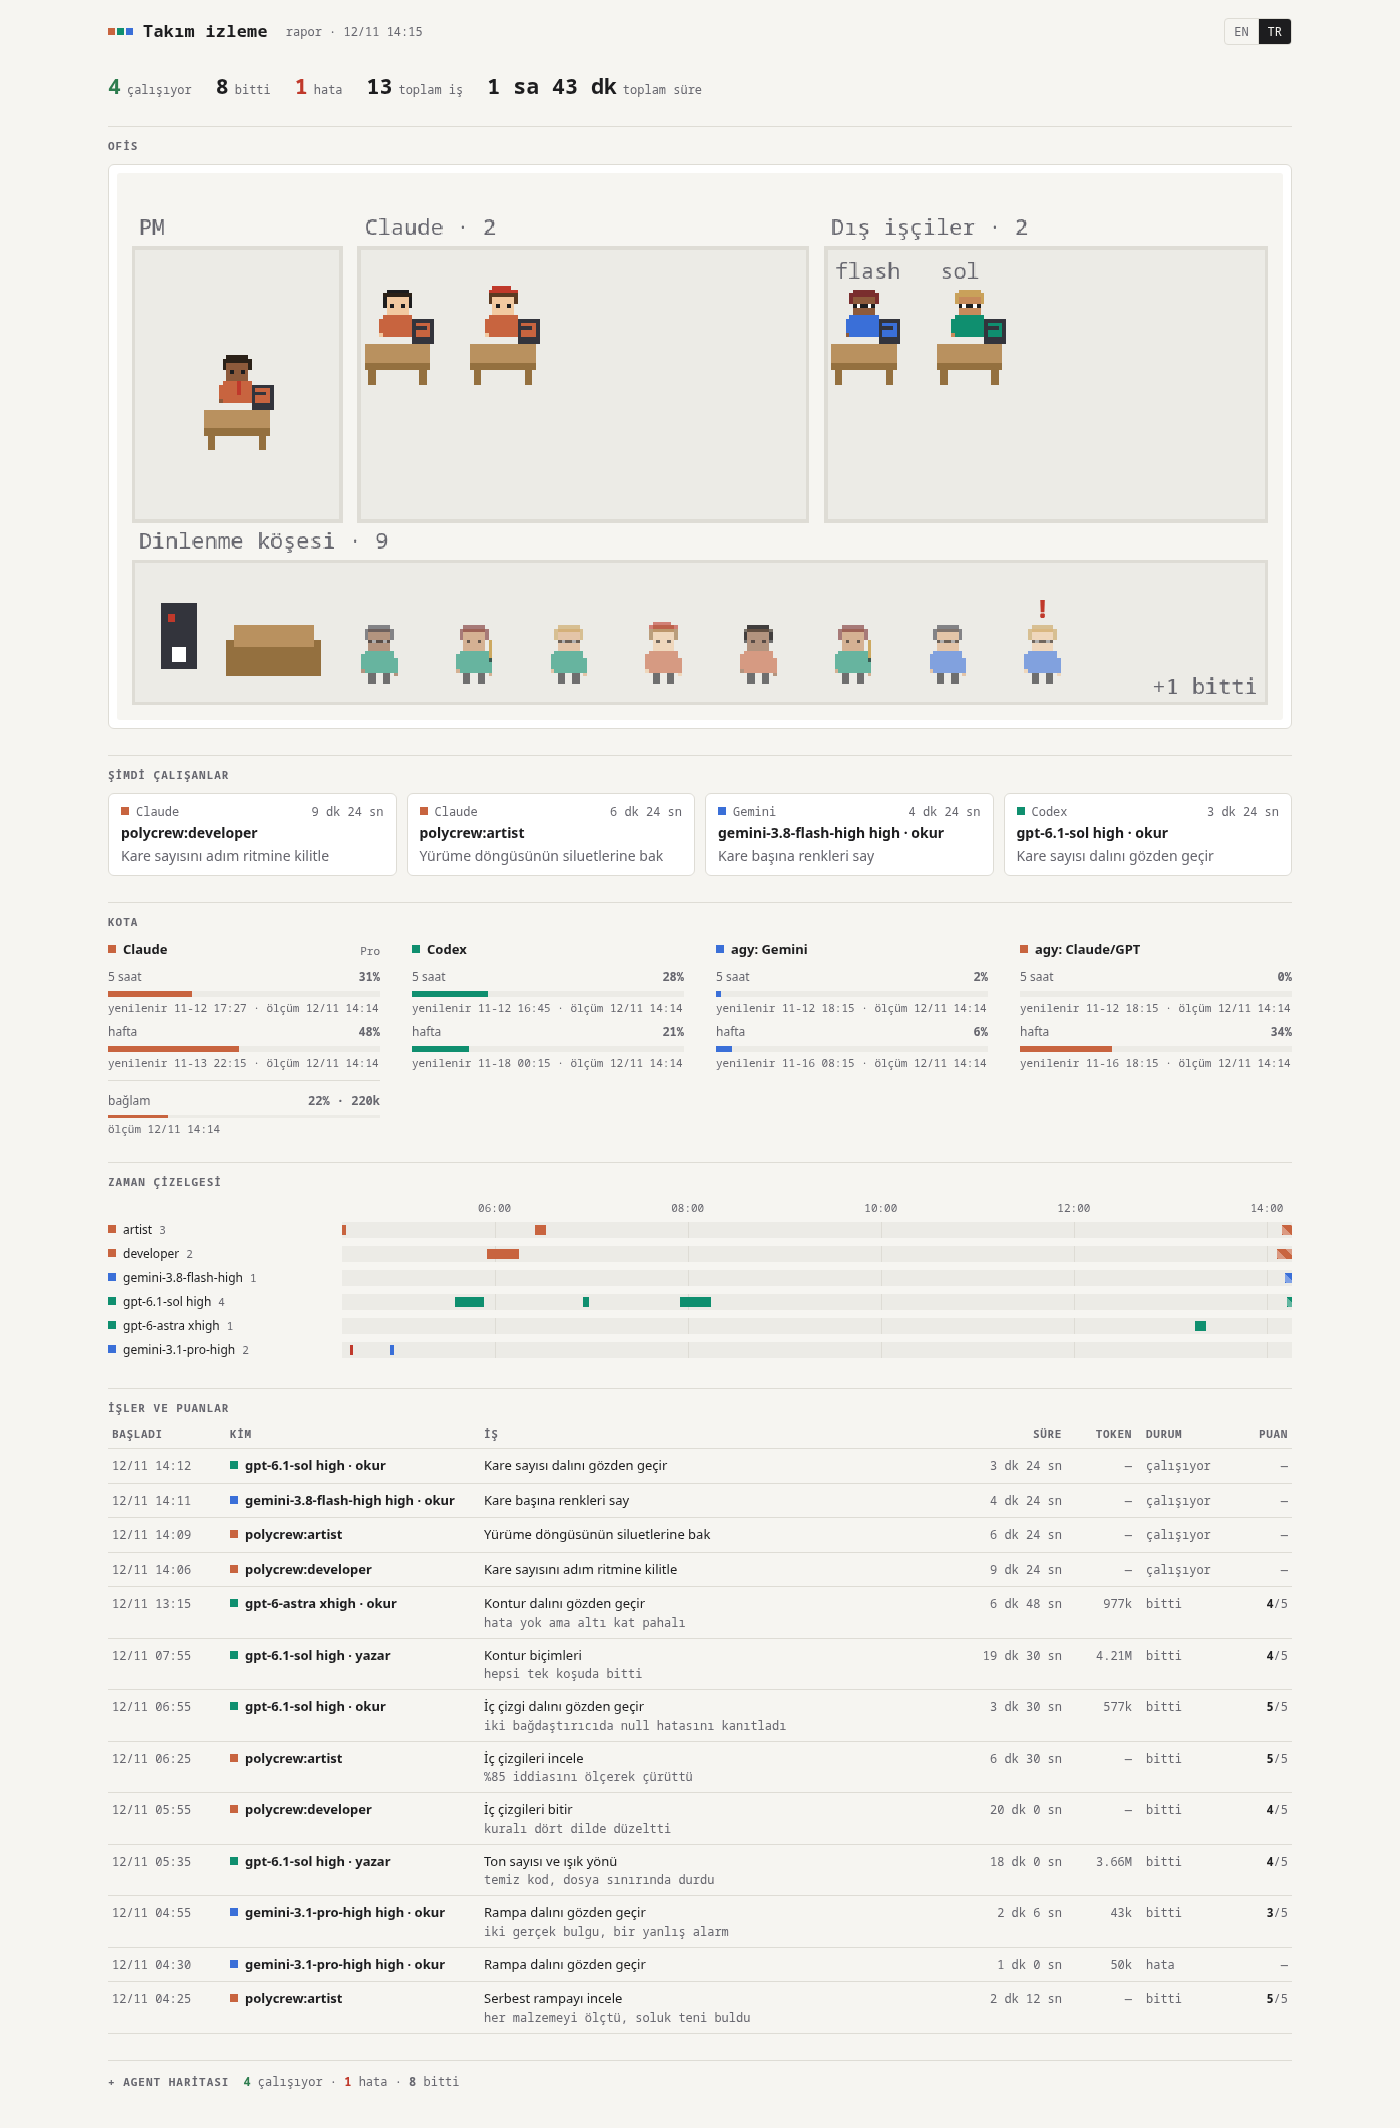 Takım izleme rapor · 12/11 14:15 EN TR
4 çalışıyor 8 bitti 1 hata 13 toplam iş 1 sa 43 dk toplam süre
OFİS
PM Claude · 2 Dış işçiler · 2
flash sol
Dinlenme köşesi · 9
!
+1 bitti
ŞİMDİ ÇALIŞANLAR
Claude 9 dk 24 sn
polycrew:developer
Kare sayısını adım ritmine kilitle
Claude 6 dk 24 sn
polycrew:artist
Yürüme döngüsünün siluetlerine bak
Gemini 4 dk 24 sn
gemini-3.8-flash-high high · okur
Kare başına renkleri say
Codex 3 dk 24 sn
gpt-6.1-sol high · okur
Kare sayısı dalını gözden geçir
KOTA
Claude Pro
5 saat 31%
yenilenir 11-12 17:27 · ölçüm 12/11 14:14
hafta 48%
yenilenir 11-13 22:15 · ölçüm 12/11 14:14
bağlam 22% · 220k
ölçüm 12/11 14:14
Codex
5 saat 28%
yenilenir 11-12 16:45 · ölçüm 12/11 14:14
hafta 21%
yenilenir 11-18 00:15 · ölçüm 12/11 14:14
agy: Gemini
5 saat 2%
yenilenir 11-12 18:15 · ölçüm 12/11 14:14
hafta 6%
yenilenir 11-16 08:15 · ölçüm 12/11 14:14
agy: Claude/GPT
5 saat 0%
yenilenir 11-12 18:15 · ölçüm 12/11 14:14
hafta 34%
yenilenir 11-16 18:15 · ölçüm 12/11 14:14
ZAMAN ÇİZELGESİ
06:00 08:00 10:00 12:00 14:00
artist 3
developer 2
gemini-3.8-flash-high 1
gpt-6.1-sol high 4
gpt-6-astra xhigh 1
gemini-3.1-pro-high 2
İŞLER VE PUANLAR
BAŞLADI KİM İŞ SÜRE TOKEN DURUM PUAN
12/11 14:12 gpt-6.1-sol high · okur Kare sayısı dalını gözden geçir 3 dk 24 sn — çalışıyor —
12/11 14:11 gemini-3.8-flash-high high · okur Kare başına renkleri say 4 dk 24 sn — çalışıyor —
12/11 14:09 polycrew:artist Yürüme döngüsünün siluetlerine bak 6 dk 24 sn — çalışıyor —
12/11 14:06 polycrew:developer Kare sayısını adım ritmine kilitle 9 dk 24 sn — çalışıyor —
12/11 13:15 gpt-6-astra xhigh · okur Kontur dalını gözden geçir 6 dk 48 sn 977k bitti 4/5
hata yok ama altı kat pahalı
12/11 07:55 gpt-6.1-sol high · yazar Kontur biçimleri 19 dk 30 sn 4.21M bitti 4/5
hepsi tek koşuda bitti
12/11 06:55 gpt-6.1-sol high · okur İç çizgi dalını gözden geçir 3 dk 30 sn 577k bitti 5/5
iki bağdaştırıcıda null hatasını kanıtladı
12/11 06:25 polycrew:artist İç çizgileri incele 6 dk 30 sn — bitti 5/5
%85 iddiasını ölçerek çürüttü
12/11 05:55 polycrew:developer İç çizgileri bitir 20 dk 0 sn — bitti 4/5
kuralı dört dilde düzeltti
12/11 05:35 gpt-6.1-sol high · yazar Ton sayısı ve ışık yönü 18 dk 0 sn 3.66M bitti 4/5
temiz kod, dosya sınırında durdu
12/11 04:55 gemini-3.1-pro-high high · okur Rampa dalını gözden geçir 2 dk 6 sn 43k bitti 3/5
iki gerçek bulgu, bir yanlış alarm
12/11 04:30 gemini-3.1-pro-high high · okur Rampa dalını gözden geçir 1 dk 0 sn 50k hata —
12/11 04:25 polycrew:artist Serbest rampayı incele 2 dk 12 sn — bitti 5/5
her malzemeyi ölçtü, soluk teni buldu
+ AGENT HARİTASI 4 çalışıyor · 1 hata · 8 bitti